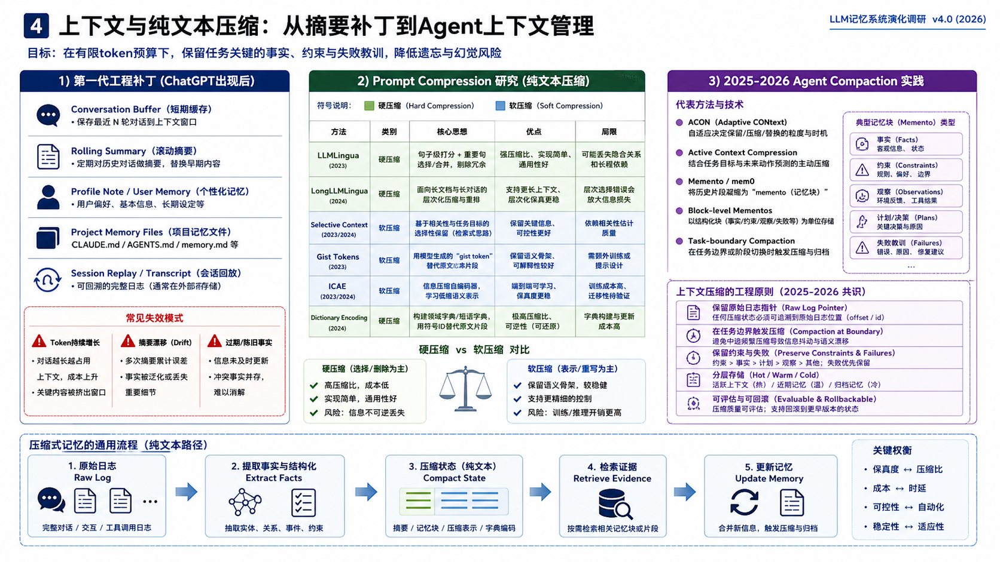 4 上下文与纯文本压缩：从摘要补丁到Agent上下文管理
LLM记忆系统演化调研 v4.0 (2026)
目标：在有限token预算下，保留任务关键的事实、约束与失败教训，降低遗忘与幻觉风险
1) 第一代工程补丁 (ChatGPT出现后)
Conversation Buffer（短期缓存）
• 保存最近 N 轮对话到上下文窗口
Rolling Summary（滚动摘要）
• 定期对历史对话做摘要，替换早期内容
Profile Note / User Memory（个性化记忆）
• 用户偏好、基本信息、长期设定等
Project Memory Files（项目记忆文件）
CLAUDE.md / AGENTS.md / memory.md 等
Session Replay / Transcript（会话回放）
• 可回溯的完整日志（通常在外部存储）
常见失效模式
Token持续增长
• 对话越长越占用
上下文，成本上升
• 关键内容被挤出窗口
摘要漂移（Drift）
• 多次摘要累计误差
• 事实被泛化或丢失
重要细节
过期/陈旧事实
• 信息未及时更新
• 冲突事实并存，
难以消解
2) Prompt Compression 研究 (纯文本压缩)
符号说明： 硬压缩（Hard Compression） 软压缩（Soft Compression）
方法 类别 核心思想 优点 局限
LLMLingua
(2023)
硬压缩
句子级打分 + 重要句
选择/合并，剔除冗余
强压缩比、实现简单、
通用性好
可能丢失隐含关系
和长程依赖
LongLLMLingua
(2024)
硬压缩
面向长文档与长对话的
层次化压缩与重排
支持更长上下文、
层次化保真更稳
层次选择错误会
放大信息损失
Selective Context
(2023/2024)
软压缩
基于相关性与任务目标的
选择性保留（检索式思路）
保留关键信息、
可控性更好
依赖相关性估计
质量
Gist Tokens
(2023)
软压缩
用模型生成的“gist token”
替代原文片段
保留语义骨架、
可解释性较好
需额外训练或
提示设计
ICAE
(2023/2024)
软压缩
信息压缩自编码器，
学习低维语义表示
端到端可学习、
保真度更稳
训练成本高、
迁移性待验证
Dictionary Encoding
(2024)
硬压缩
构建领域字典/短语字典，
用符号ID替代原文片段
极高压缩比、
可逆性（可还原）
字典构建与更新
成本高
硬压缩 vs 软压缩 对比
硬压缩（选择/删除为主）
高压缩比，成本低
实现简单，通用性好
风险：信息不可逆丢失
软压缩（表示/重写为主）
保留语义骨架，较稳健
支持更精细的控制
风险：训练/推理开销更高
3) 2025-2026 Agent Compaction 实践
代表方法与技术
ACON（Adaptive CONtext）
自适应决定保留/压缩/替换的粒度与时机
Active Context Compression
结合任务目标与未来动作预测的主动压缩
Memento / mem0
将历史片段凝缩为“memento（记忆块）”
Block-level Mementos
以结构化块（事实/约束/观察/失败等）为单位存储
Task-boundary Compaction
在任务边界或阶段切换时触发压缩与归档
典型记忆块（Memento）类型
事实（Facts）
客观信息、状态
约束（Constraints）
规则、偏好、边界
观察（Observations）
环境反馈、工具结果
计划/决策（Plans）
关键决策与原因
失败教训（Failures）
错误、原因、修复建议
...
上下文压缩的工程原则（2025-2026 共识）
保留原始日志指针（Raw Log Pointer）
任何压缩状态必须可追溯到原始日志位置（offset / id）
在任务边界触发压缩（Compaction at Boundary）
避免中途频繁压缩导致信息抖动与语义漂移
保留约束与失败（Preserve Constraints & Failures）
约束 > 事实 > 计划 > 观察 > 其他；失败优先保留
分层存储（Hot / Warm / Cold）
活跃上下文（热）/ 近期记忆（温）/ 归档记忆（冷）
可评估与可回滚（Evaluable & Rollbackable）
压缩质量可评估；支持回滚到更早版本的状态
压缩式记忆的通用流程（纯文本路径）
1. 原始日志
Raw Log
...
完整对话 / 交互 / 工具调用日志
2. 提取事实与结构化
Extract Facts
抽取实体、关系、事件、约束
3. 压缩状态（纯文本）
Compact State
摘要 / 记忆块 / 压缩表示 / 字典编码
4. 检索证据
Retrieve Evidence
按需检索相关记忆块或片段
5. 更新记忆
Update Memory
合并新信息，触发压缩与归档
关键权衡
• 保真度 ↔ 压缩比
• 成本 ↔ 时延
• 可控性 ↔ 自动化
• 稳定性 ↔ 适应性